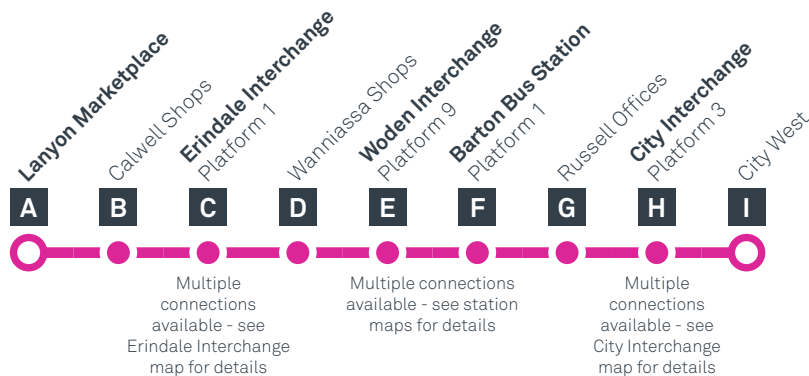 Lanyon Marketplace
Calwell Shops
Erindale Interchange
Platform 1
Wanniassa Shops
Woden Interchange
Platform 9
Barton Bus Station
Platform 1
Russell Offices
City Interchange
Platform 3
City West
A
B
C
D
E
F
G
H
I
Multiple
connections
available - see
Erindale Interchange
map for details
Multiple connections
available - see station
maps for details
Multiple
connections
available - see
City Interchange
map for details